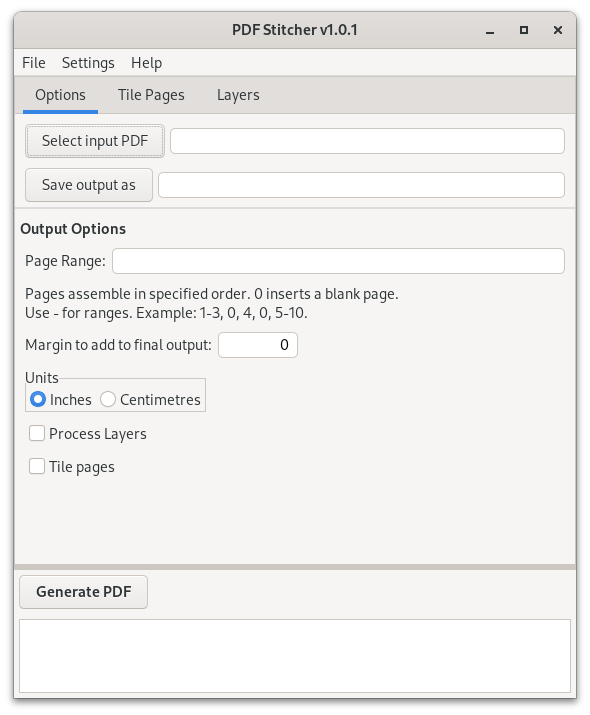 PDF Stitcher v1.0.1
File Settings Help
Options Tile Pages Layers
Select input PDF
Save output as
Output Options
Page Range:
Pages assemble in specified order. 0 inserts a blank page.
Use - for ranges. Example: 1-3, 0, 4, 0, 5-10.
Margin to add to final output: 0
Units
Inches Centimetres
Process Layers
Tile pages
Generate PDF